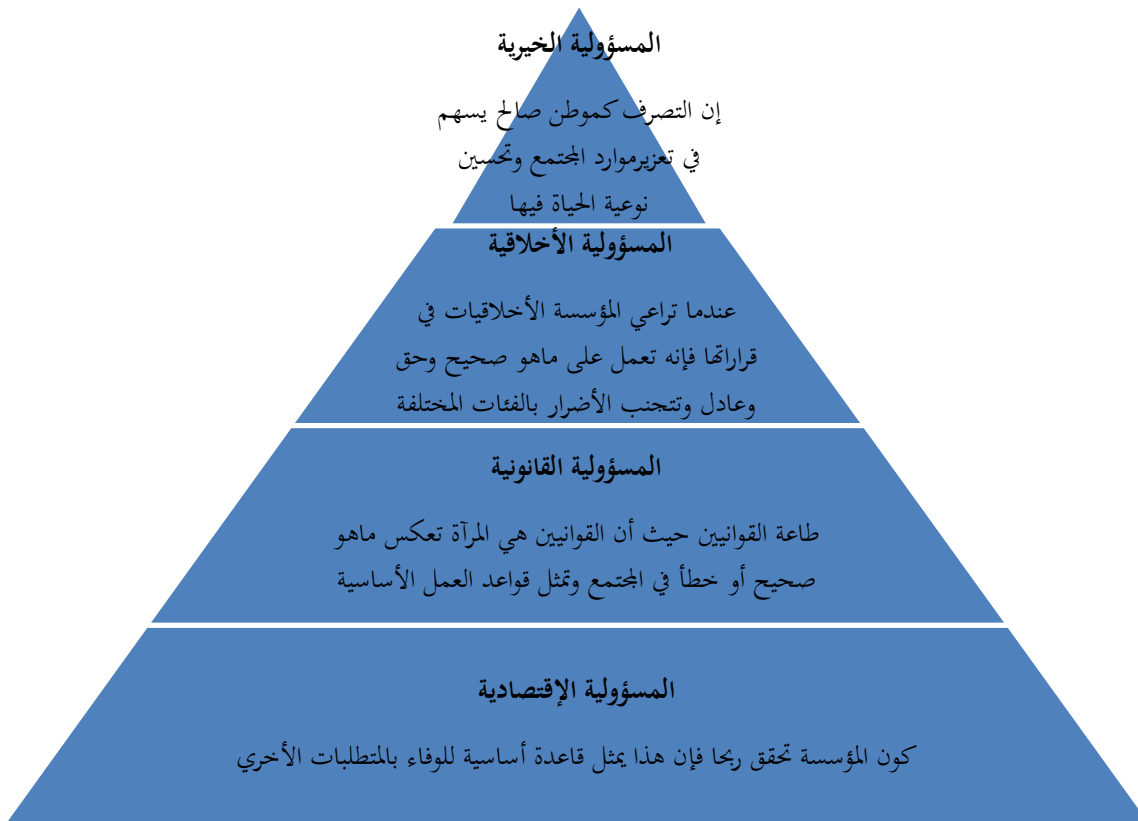 المسؤولية الخيرية
إن التصرف كموطن صالح يسهم
في تعزيرموارد المجتمع وتحسين
نوعية الحياة فيها
المسؤولية الأخلاقية
عندما تراعي المؤسسة الأخلاقيات في
قراراتها فإنه تعمل على ماهو صحيح وحق
وعادل وتتجنب الأضرار بالفئات المختلفة
المسؤولية القانونية
طاعة القوانيين حيث أن القوانيين هي المرآة تعكس ماهو
صحيح أو خطأ في المجتمع وتمثل قواعد العمل الأساسية
المسؤولية الإقتصادية
كون المؤسسة تحقق ربحا فإن هذا يمثل قاعدة أساسية للوفاء بالمتطلبات الأخري